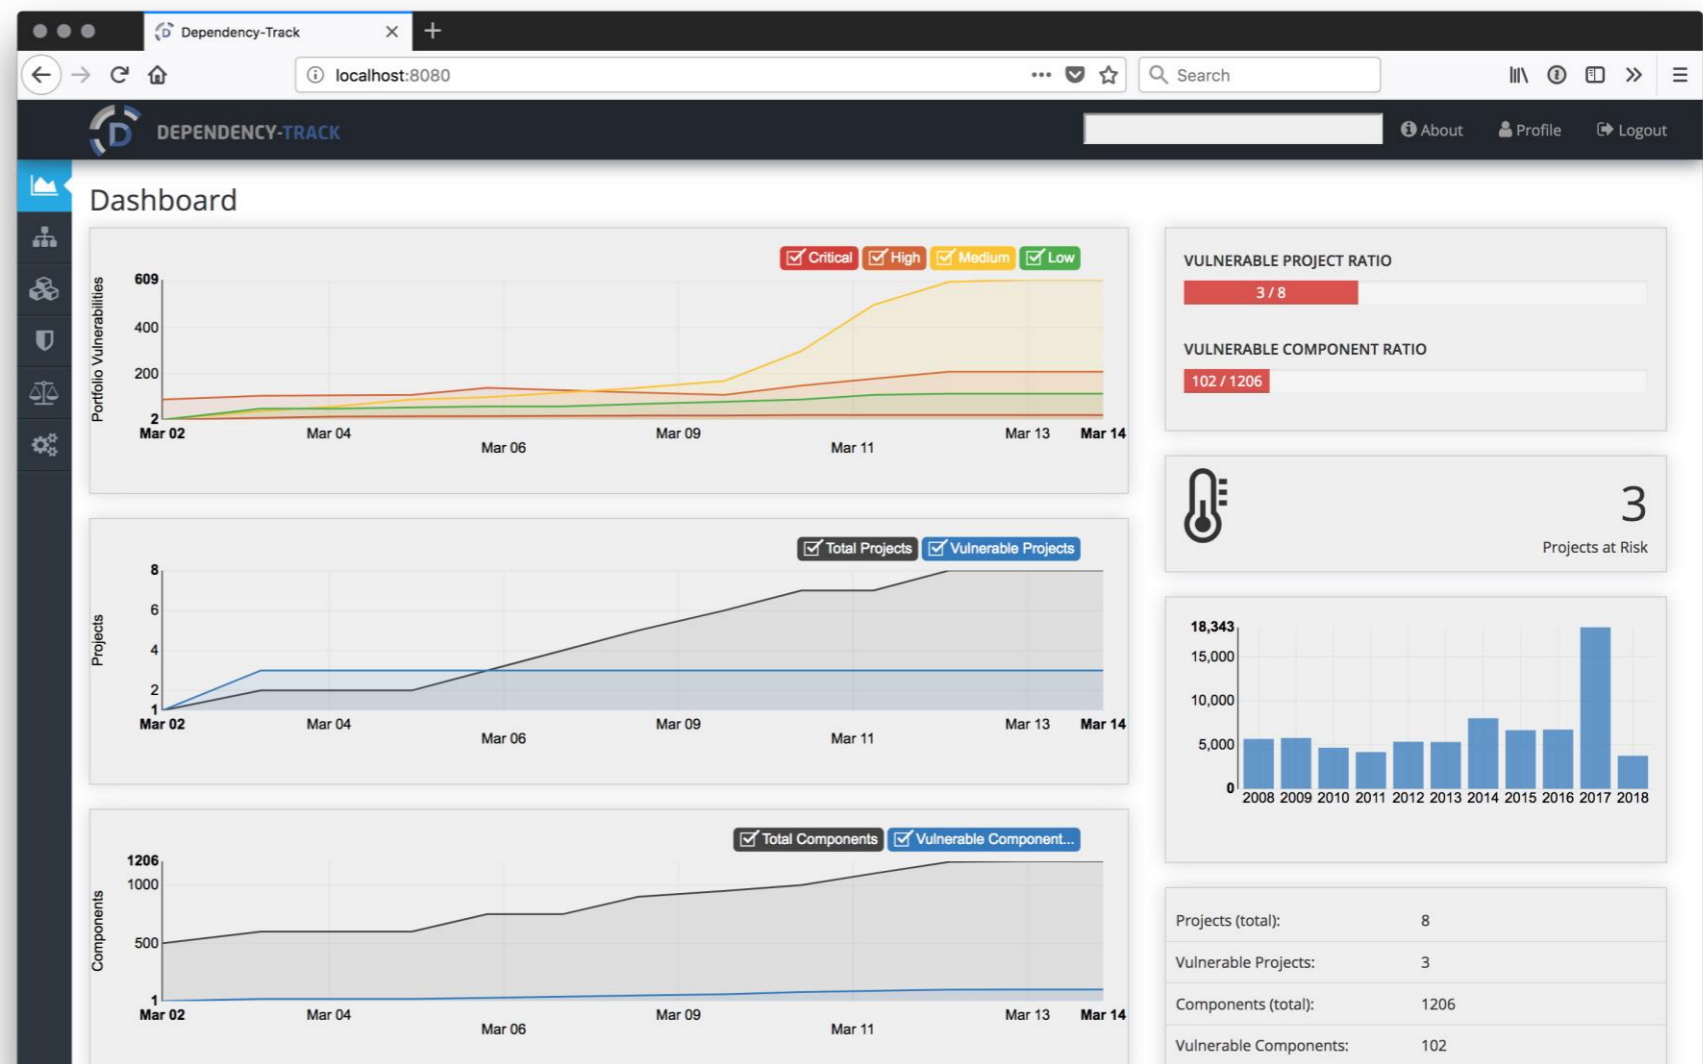 Dependency-Track
localhost:8080
Search
DEPENDENCY-TRACK
About
Profile
Logout
Dashboard
Critical
High
Medium
Low
Portfolio Vulnerabilities
609
400
200
2
Mar 02
Mar 04
Mar 06
Mar 09
Mar 11
Mar 13
Mar 14
Total Projects
Vulnerable Projects
Projects
8
6
4
2
1
Mar 02
Mar 04
Mar 06
Mar 09
Mar 11
Mar 13
Mar 14
Total Components
Vulnerable Component...
Components
1206
1000
500
1
Mar 02
Mar 04
Mar 06
Mar 09
Mar 11
Mar 13
Mar 14
VULNERABLE PROJECT RATIO
3 / 8
VULNERABLE COMPONENT RATIO
102 / 1206
3
Projects at Risk
18,343
15,000
10,000
5,000
0
2008 2009 2010 2011 2012 2013 2014 2015 2016 2017 2018
Projects (total): 8
Vulnerable Projects: 3
Components (total): 1206
Vulnerable Components: 102